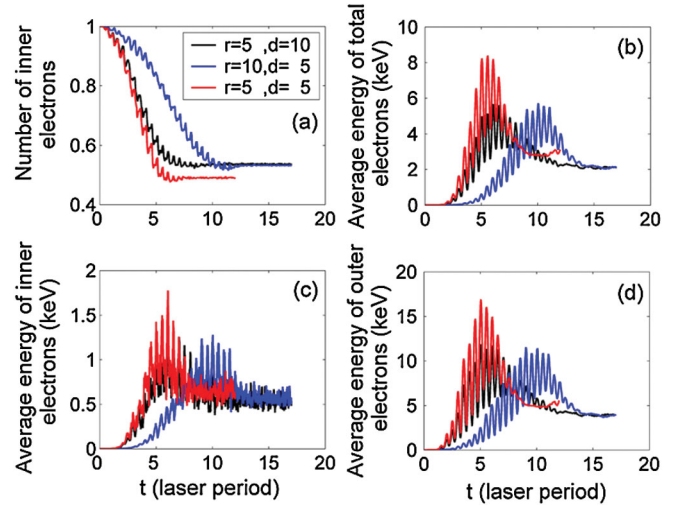 Number of inner
electrons
1
0.8
0.6
0.4
0 5 10 15 20
r=5 ,d=10
r=10,d= 5
r=5 ,d= 5
(a)
Average energy of total
electrons (keV)
10
8
6
4
2
0
0 5 10 15 20
(b)
Average energy of inner
electrons (keV)
2
1.5
1
0.5
0
0 5 10 15 20
t (laser period)
(c)
Average energy of outer
electrons (keV)
20
15
10
5
0
0 5 10 15 20
t (laser period)
(d)